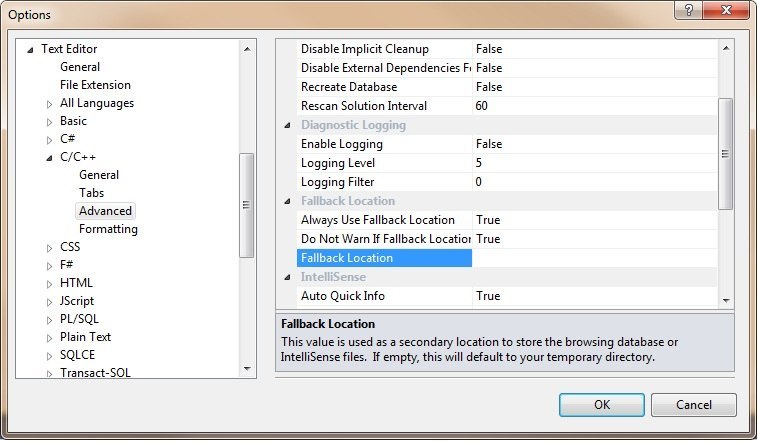 Options
Text Editor
General
File Extension
All Languages
Basic
C#
C/C++
General
Tabs
Advanced
Formatting
CSS
F#
HTML
JScript
PL/SQL
Plain Text
SQLCE
Transact-SQL
Disable Implicit Cleanup False
Disable External Dependencies Fo False
Recreate Database False
Rescan Solution Interval 60
Diagnostic Logging
Enable Logging False
Logging Level 5
Logging Filter 0
Fallback Location
Always Use Fallback Location True
Do Not Warn If Fallback Location True
Fallback Location
IntelliSense
Auto Quick Info True
Fallback Location
This value is used as a secondary location to store the browsing database or
IntelliSense files. If empty, this will default to your temporary directory.
OK
Cancel